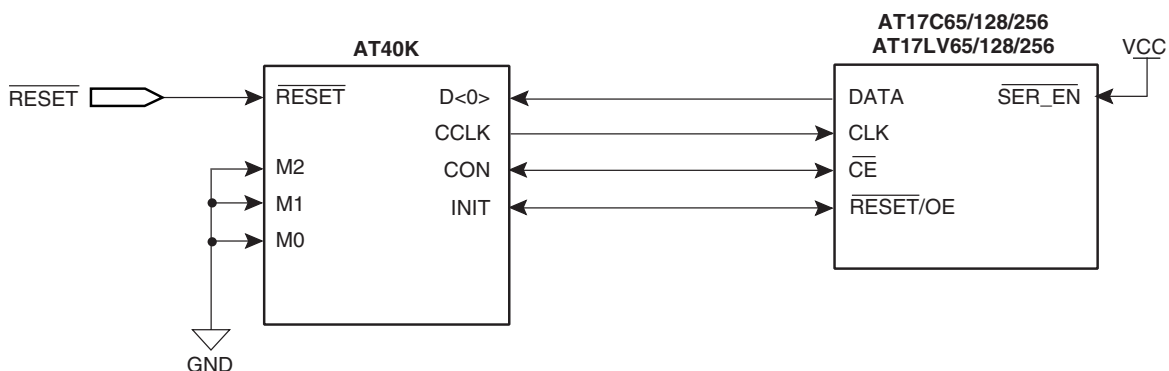 AT17C65/128/256
AT17LV65/128/256
AT40K
VCC
RESET
RESET
D<0>
DATA
SER_EN
CCLK
CLK
M2
CON
CE
M1
INIT
RESET/OE
M0
GND